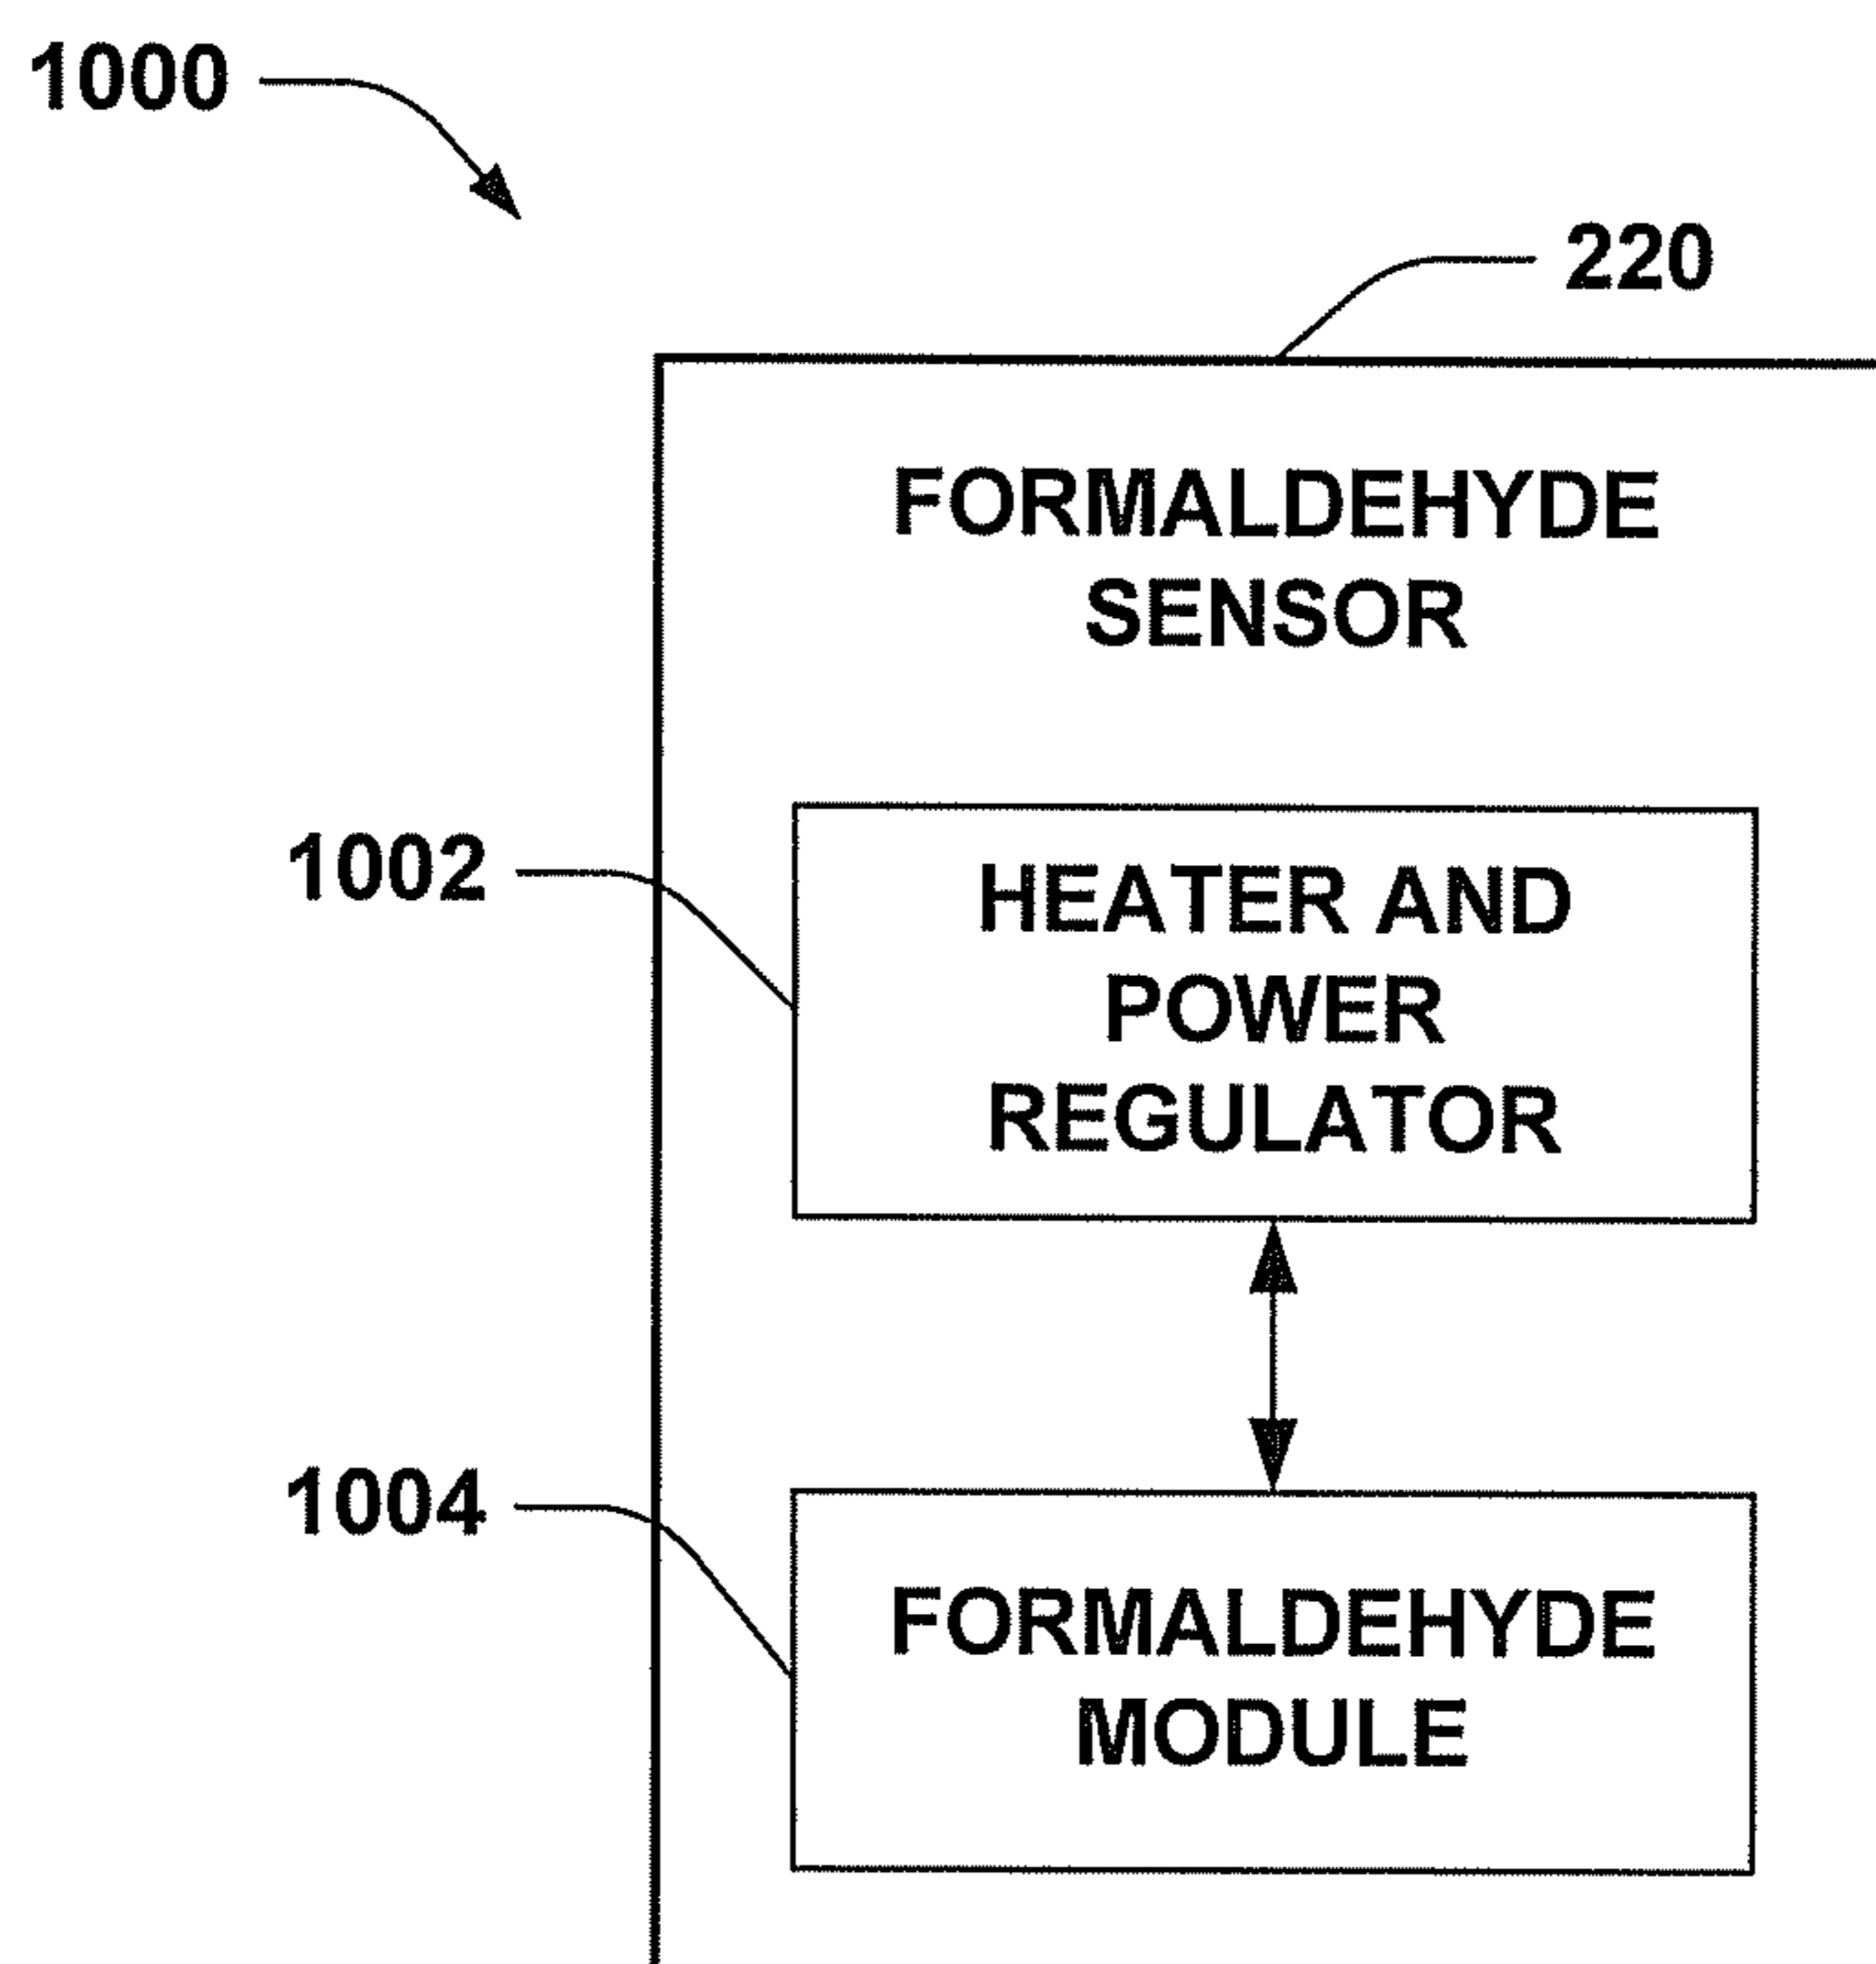 1000
220
FORMALDEHYDE
SENSOR
1002
HEATER AND
POWER
REGULATOR
1004
FORMALDEHYDE
MODULE